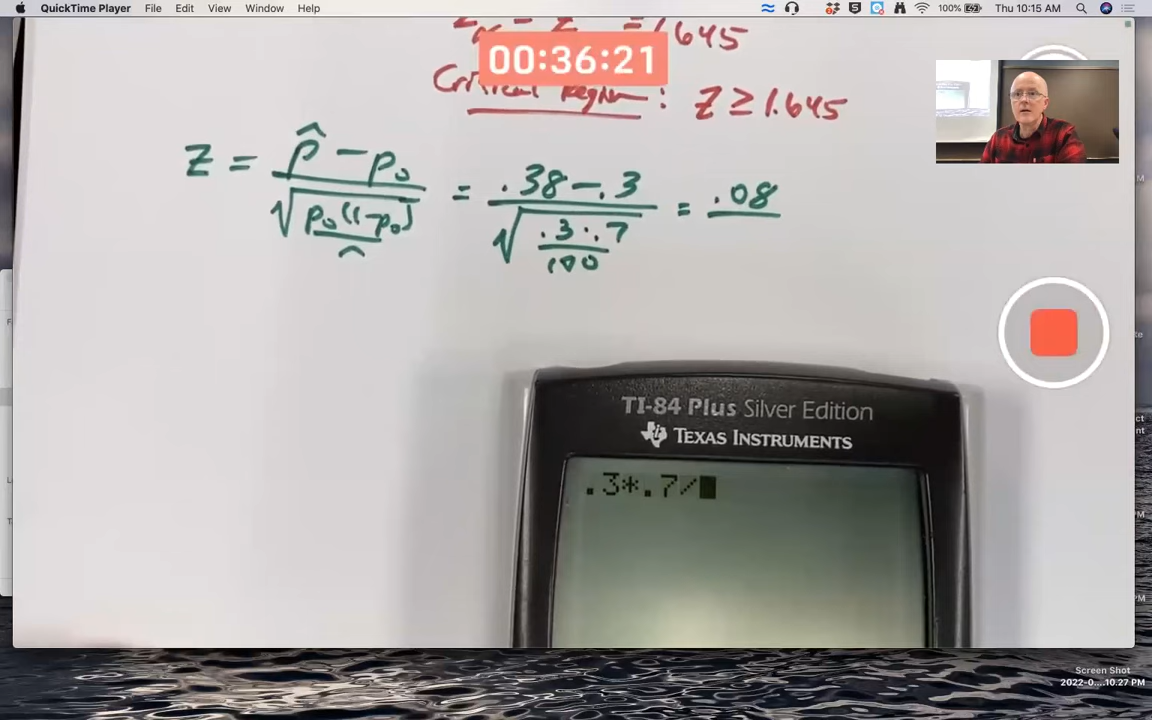 QuickTime Player File Edit View Window Help 100% Thu 10:15 AM
= 1.645
00:36:21
Critical Region: Z ≥ 1.645
Z = p̂ - p₀ / √(p₀(1-p₀)/n) = .38 - .3 / √(.3 · .7/100) = .08
TI-84 Plus Silver Edition
TEXAS INSTRUMENTS
.3*.7/
Screen Shot
2022-0....10.27 PM